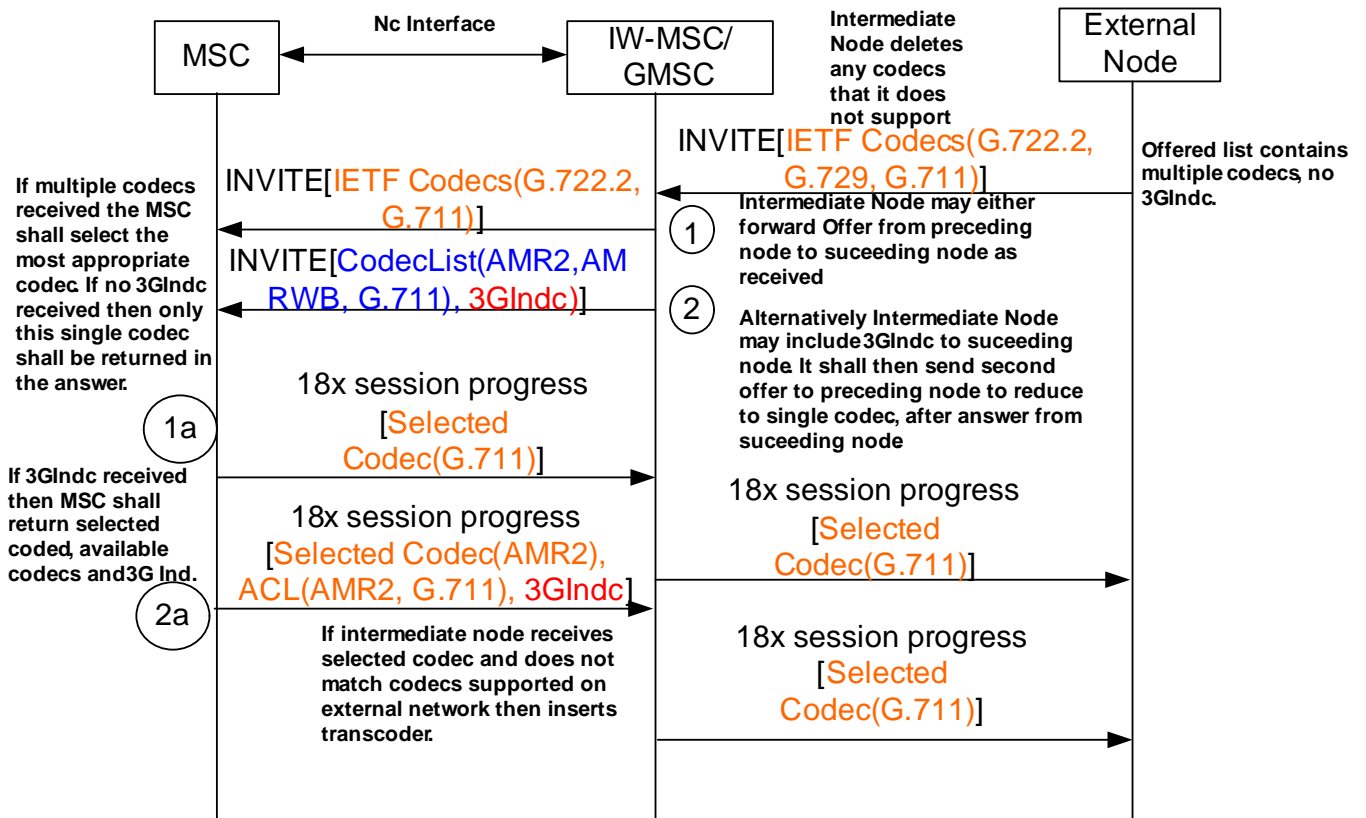 MSC
Nc Interface
IW-MSC/
GMSC
Intermediate
Node deletes
any codecs
that it does
not support
External
Node
INVITE[IETF Codecs(G.722.2,
G.729, G.711)]
Offered list contains
multiple codecs, no
3GIndc.
If multiple codecs
received the MSC
shall select the
most appropriate
codec. If no 3GIndc
received then only
this single codec
shall be returned in
the answer.
INVITE[IETF Codecs(G.722.2,
G.711)]
1
Intermediate Node may either
forward Offer from preceding
node to suceeding node as
received
INVITE[CodecList(AMR2,AM
RWB, G.711), 3GIndc)]
2
Alternatively Intermediate Node
may include 3GIndc to suceeding
node. It shall then send second
offer to preceding node to reduce
to single codec, after answer from
suceeding node
1a
18x session progress
[Selected
Codec(G.711)]
If 3GIndc received
then MSC shall
return selected
coded, available
codecs and 3G Ind.
2a
18x session progress
[Selected Codec(AMR2),
ACL(AMR2, G.711), 3GIndc]
18x session progress
[Selected
Codec(G.711)]
If intermediate node receives
selected codec and does not
match codecs supported on
external network then inserts
transcoder.
18x session progress
[Selected
Codec(G.711)]